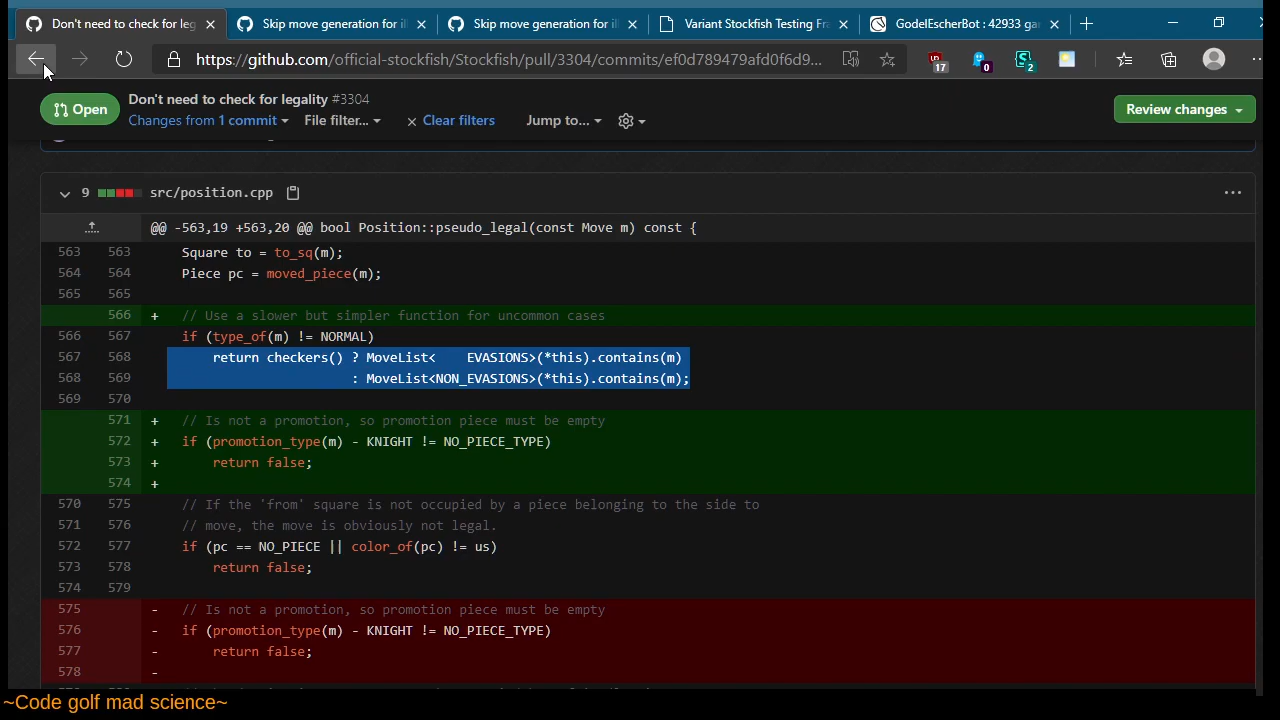 Don't need to check for leg
Skip move generation for il
Skip move generation for il
Variant Stockfish Testing Fra
GodelEscherBot : 42933 ga
https://github.com/official-stockfish/Stockfish/pull/3304/commits/ef0d789479afd0f6d9...
17
0
2
Open
Don't need to check for legality #3304
Changes from 1 commit
File filter...
Clear filters
Jump to...
Review changes
9 src/position.cpp
@@ -563,19 +563,20 @@ bool Position::pseudo_legal(const Move m) const {
563 563 Square to = to_sq(m);
564 564 Piece pc = moved_piece(m);
565 565
566 + // Use a slower but simpler function for uncommon cases
566 567 if (type_of(m) != NORMAL)
567 568 return checkers() ? MoveList<    EVASIONS>(*this).contains(m)
568 569 : MoveList<NON_EVASIONS>(*this).contains(m);
569 570
571 + // Is not a promotion, so promotion piece must be empty
572 + if (promotion_type(m) - KNIGHT != NO_PIECE_TYPE)
573 + return false;
574 +
570 575 // If the 'from' square is not occupied by a piece belonging to the side to
571 576 // move, the move is obviously not legal.
572 577 if (pc == NO_PIECE || color_of(pc) != us)
573 578 return false;
574 579
575 - // Is not a promotion, so promotion piece must be empty
576 - if (promotion_type(m) - KNIGHT != NO_PIECE_TYPE)
577 - return false;
578 -
~Code golf mad science~